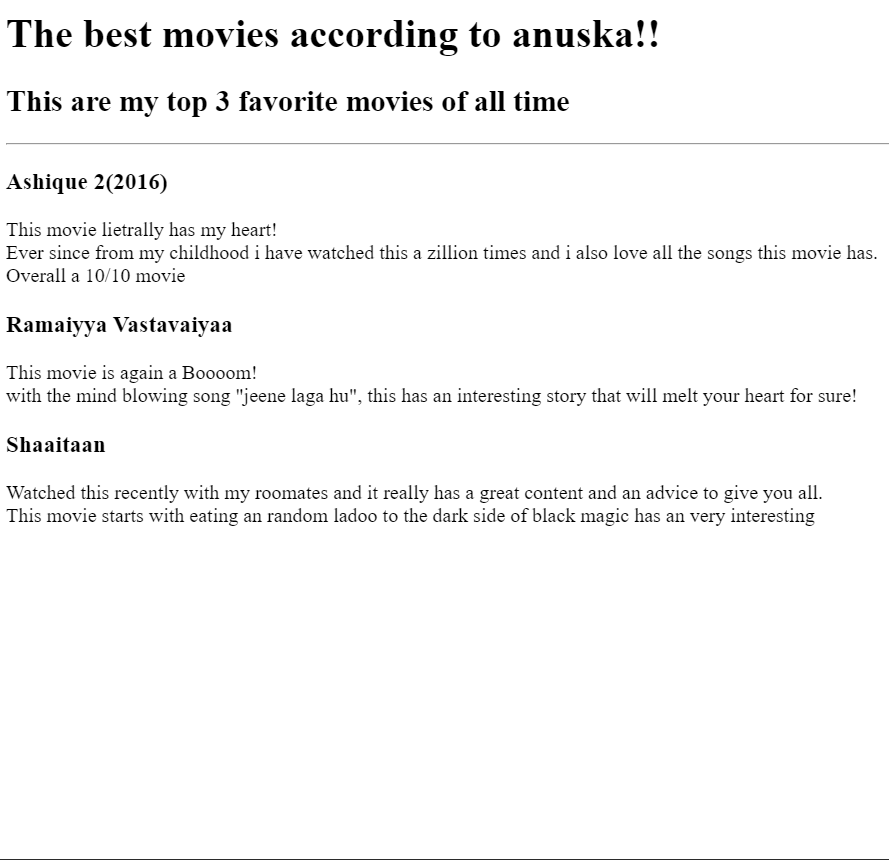 The best movies according to anuska!!
This are my top 3 favorite movies of all time
Ashique 2(2016)
This movie lietrally has my heart!
Ever since from my childhood i have watched this a zillion times and i also love all the songs this movie has.
Overall a 10/10 movie
Ramaiyya Vastavaiyaa
This movie is again a Boooom!
with the mind blowing song "jeene laga hu", this has an interesting story that will melt your heart for sure!
Shaaitaan
Watched this recently with my roomates and it really has a great content and an advice to give you all.
This movie starts with eating an random ladoo to the dark side of black magic has an very interesting